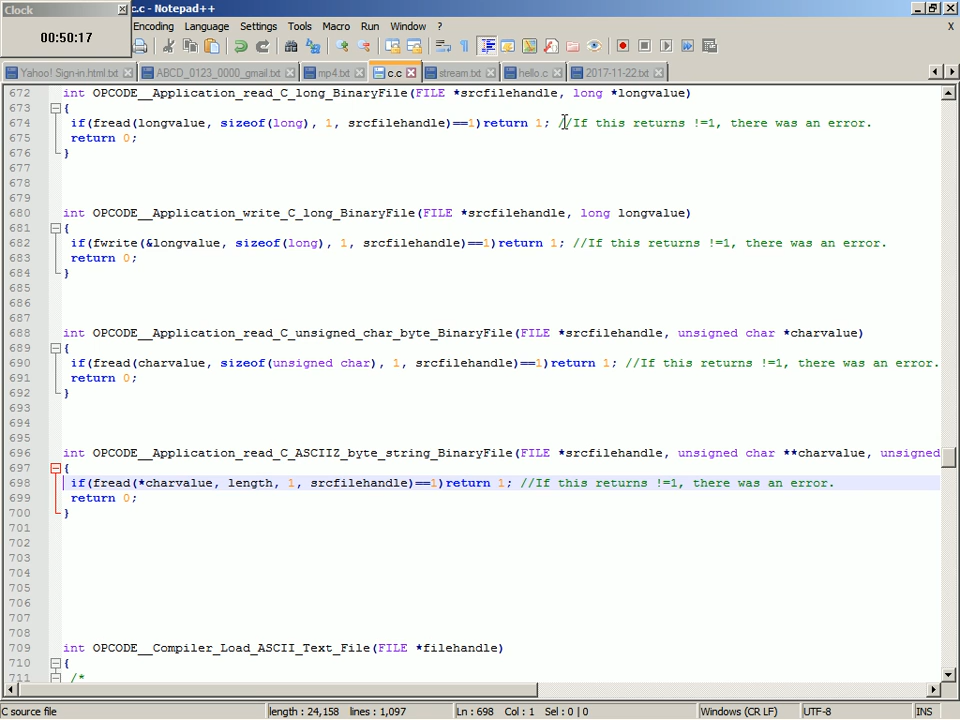 Clock
c.c - Notepad++
00:50:17
Encoding Language Settings Tools Macro Run Window ?
X
Yahoo! Sign-in.html.txt ABCD_0123_0000_gmail.txt mp4.txt c.c stream.txt hello.c 2017-11-22.txt
672 int OPCODE__Application_read_C_long_BinaryFile(FILE *srcfilehandle, long *longvalue)
673 {
674 if(fread(longvalue, sizeof(long), 1, srcfilehandle)==1)return 1; //If this returns !=1, there was an error.
675 return 0;
676 }
677
678
679
680 int OPCODE__Application_write_C_long_BinaryFile(FILE *srcfilehandle, long longvalue)
681 {
682 if(fwrite(&longvalue, sizeof(long), 1, srcfilehandle)==1)return 1; //If this returns !=1, there was an error.
683 return 0;
684 }
685
686
687
688 int OPCODE__Application_read_C_unsigned_char_byte_BinaryFile(FILE *srcfilehandle, unsigned char *charvalue)
689 {
690 if(fread(charvalue, sizeof(unsigned char), 1, srcfilehandle)==1)return 1; //If this returns !=1, there was an error.
691 return 0;
692 }
693
694
695
696 int OPCODE__Application_read_C_ASCIIZ_byte_string_BinaryFile(FILE *srcfilehandle, unsigned char **charvalue, unsigned
697 {
698 if(fread(*charvalue, length, 1, srcfilehandle)==1)return 1; //If this returns !=1, there was an error.
699 return 0;
700 }
701
702
703
704
705
706
707
708
709 int OPCODE__Compiler_Load_ASCII_Text_File(FILE *filehandle)
710 {
711 /*
C source file length : 24,158 lines : 1,097 Ln : 698 Col : 1 Sel : 0 | 0 Windows (CR LF) UTF-8 INS